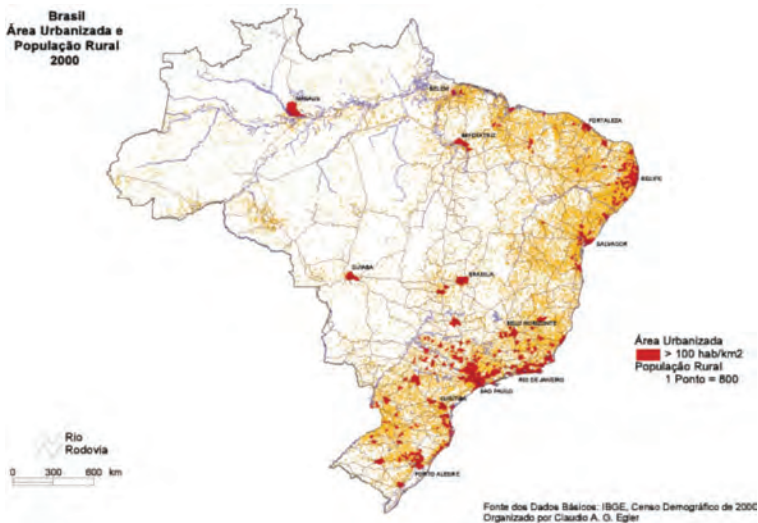 Brasil
Área Urbanizada e
População Rural
2000
MANAUS
BELÉM
FORTALEZA
RECIFE
SALVADOR
CUIABÁ
BRASÍLIA
BELO HORIZONTE
RIO DE JANEIRO
SÃO PAULO
CURITIBA
PORTO ALEGRE
Área Urbanizada
> 100 hab/km2
População Rural
1 Ponto = 800
Rio
Rodovia
0 300 600 km
Fonte dos Dados Básicos: IBGE, Censo Demográfico de 2000
Organizado por Claudio A. G. Egler